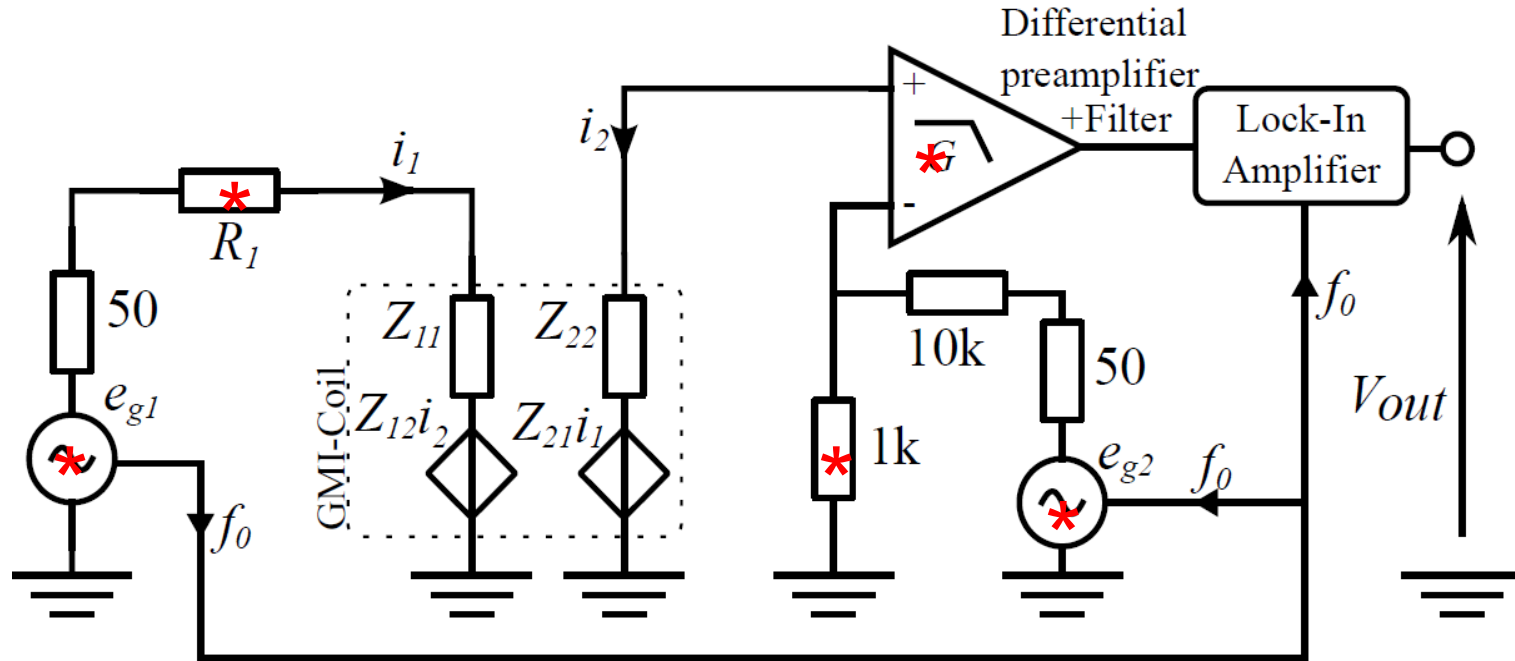 Differential
preamplifier
+Filter
Lock-In
Amplifier
+
G
-
i1
i2
R1
50
eg1
f0
GMI-Coil
Z11
Z22
Z12i2
Z21i1
10k
50
1k
eg2
f0
f0
Vout